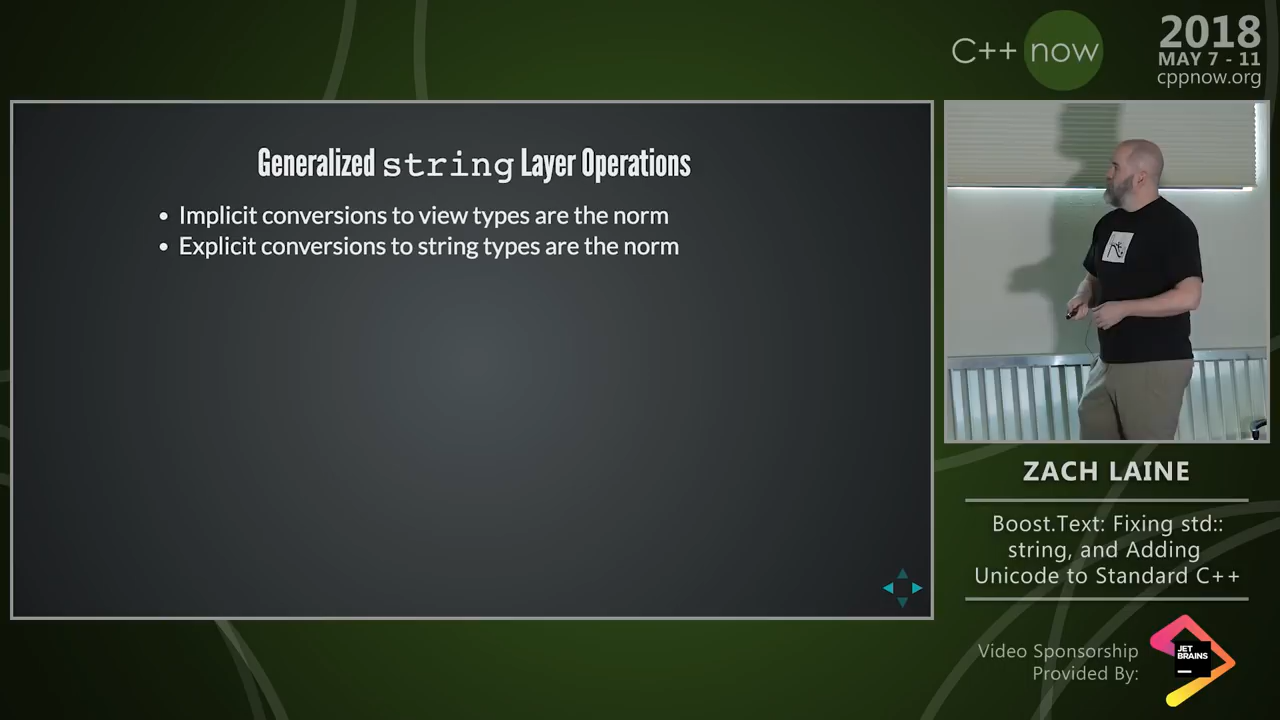 C++ now
2018
MAY 7 - 11
cppnow.org
Generalized string Layer Operations
• Implicit conversions to view types are the norm
• Explicit conversions to string types are the norm
ZACH LAINE
Boost.Text: Fixing std::
string, and Adding
Unicode to Standard C++
Video Sponsorship
Provided By:
JET
BRAINS